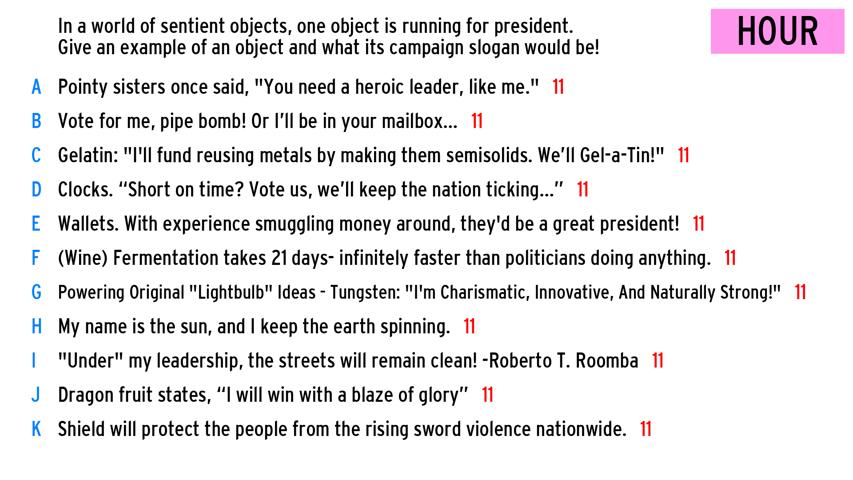 In a world of sentient objects, one object is running for president.
Give an example of an object and what its campaign slogan would be!
HOUR
A Pointy sisters once said, "You need a heroic leader, like me." 11
B Vote for me, pipe bomb! Or I'll be in your mailbox... 11
C Gelatin: "I'll fund reusing metals by making them semisolids. We'll Gel-a-Tin!" 11
D Clocks. “Short on time? Vote us, we’ll keep the nation ticking...” 11
E Wallets. With experience smuggling money around, they'd be a great president! 11
F (Wine) Fermentation takes 21 days- infinitely faster than politicians doing anything. 11
G Powering Original "Lightbulb" Ideas - Tungsten: "I'm Charismatic, Innovative, And Naturally Strong!" 11
H My name is the sun, and I keep the earth spinning. 11
I "Under" my leadership, the streets will remain clean! -Roberto T. Roomba 11
J Dragon fruit states, “I will win with a blaze of glory” 11
K Shield will protect the people from the rising sword violence nationwide. 11